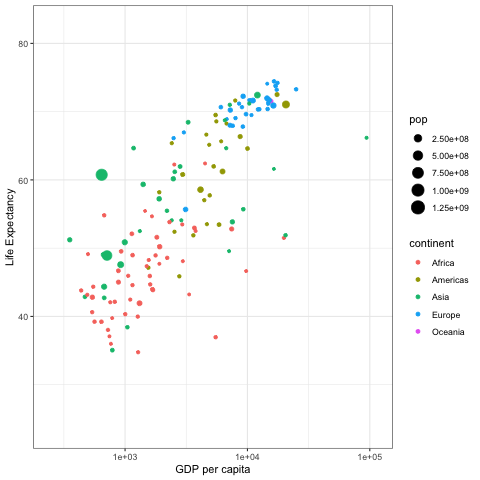 80
60
40
Life Expectancy
1e+03
1e+04
1e+05
GDP per capita
pop
2.50e+08
5.00e+08
7.50e+08
1.00e+09
1.25e+09
continent
Africa
Americas
Asia
Europe
Oceania